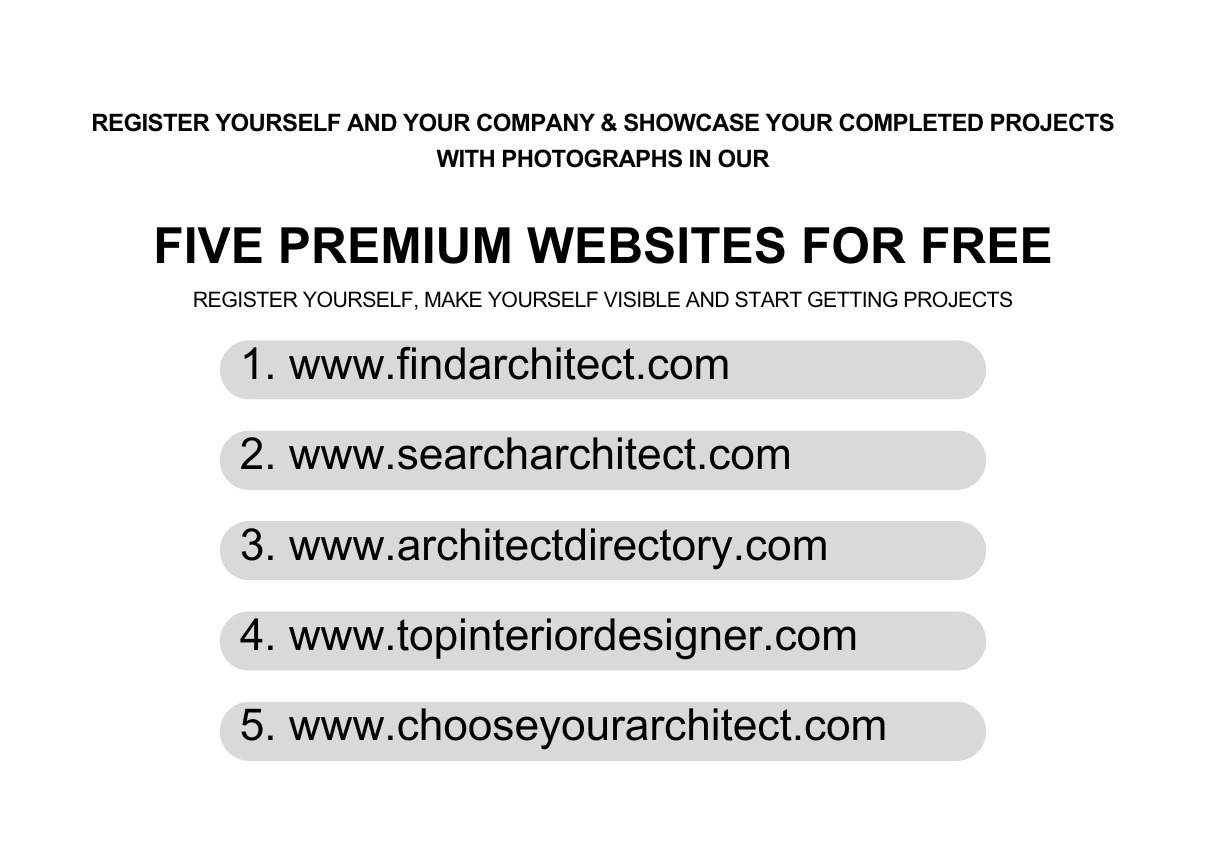 REGISTER YOURSELF AND YOUR COMPANY & SHOWCASE YOUR COMPLETED PROJECTS
WITH PHOTOGRAPHS IN OUR
FIVE PREMIUM WEBSITES FOR FREE
REGISTER YOURSELF, MAKE YOURSELF VISIBLE AND START GETTING PROJECTS
1. www.findarchitect.com
2. www.searcharchitect.com
3. www.architectdirectory.com
4. www.topinteriordesigner.com
5. www.chooseyourarchitect.com